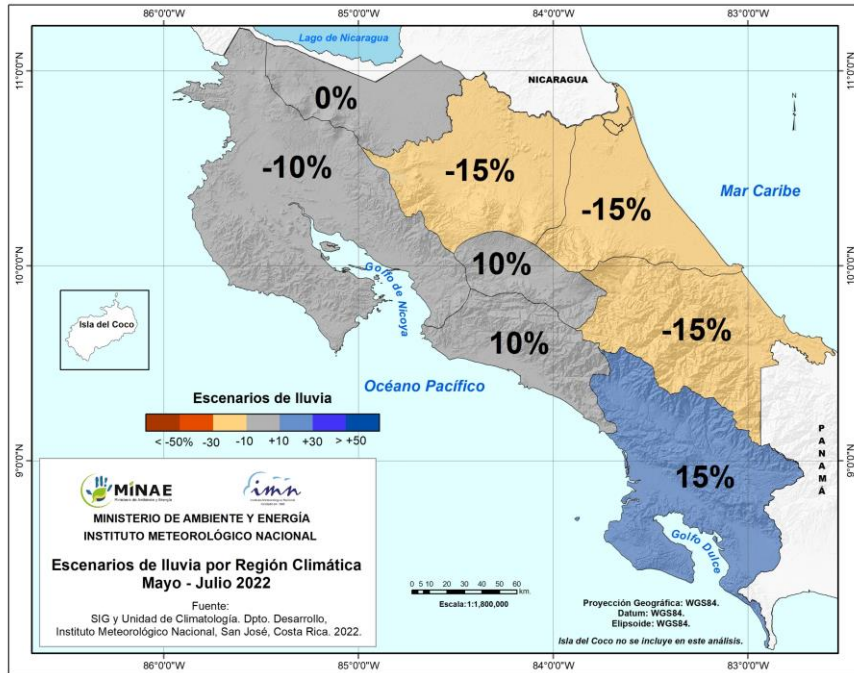 86°0'0"W
85°0'0"W
84°0'0"W
83°0'0"W
Lago de Nicaragua
11°0'0"N
11°0'0"N
NICARAGUA
N
0%
-10%
-15%
-15%
Mar Caribe
10°0'0"N
10°0'0"N
10%
Golfo de Nicoya
Isla del Coco
10%
-15%
Océano Pacífico
Escenarios de lluvia
< -50% -30 -10 +10 +30 > +50
PANAMÁ
9°0'0"N
9°0'0"N
15%
Golfo Dulce
MINAE
Ministerio de Ambiente y Energía
imn
MINISTERIO DE AMBIENTE Y ENERGÍA
INSTITUTO METEOROLÓGICO NACIONAL
Escenarios de lluvia por Región Climática
Mayo - Julio 2022
Fuente:
SIG y Unidad de Climatología. Dpto. Desarrollo,
Instituto Meteorológico Nacional, San José, Costa Rica. 2022.
0 5 10 20 30 40 50 60 km.
Escala:1:1,800,000
Proyección Geográfica: WGS84.
Datum: WGS84.
Elipsoide: WGS84.
Isla del Coco no se incluye en este análisis.
86°0'0"W
85°0'0"W
84°0'0"W
83°0'0"W